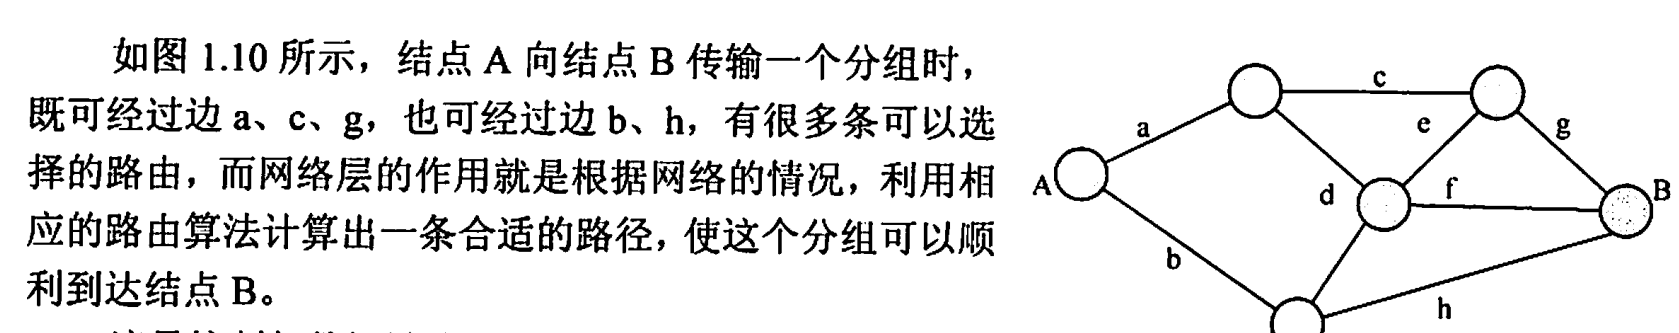 如图 1.10 所示，结点 A 向结点 B 传输一个分组时，
既可经过边 a、c、g，也可经过边 b、h，有很多条可以选
择的路由，而网络层的作用就是根据网络的情况，利用相
应的路由算法计算出一条合适的路径，使这个分组可以顺
利到达结点 B。
c
a
e
g
A
d
f
B
b
h